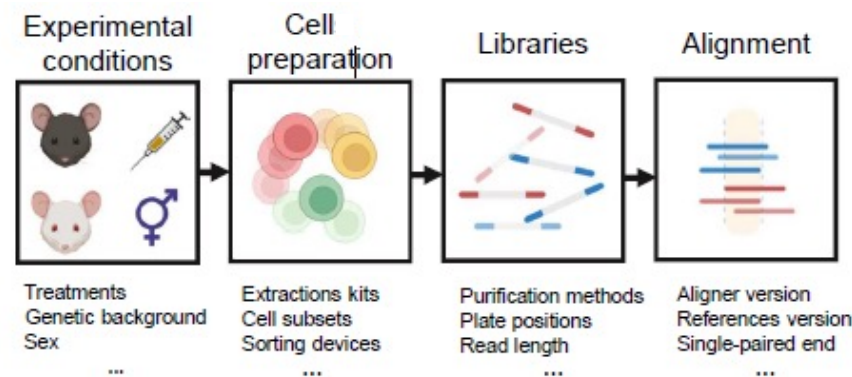 Experimental
conditions
Cell
preparation
Libraries
Alignment
Treatments
Genetic background
Sex
...
Extractions kits
Cell subsets
Sorting devices
...
Purification methods
Plate positions
Read length
...
Aligner version
References version
Single-paired end
...